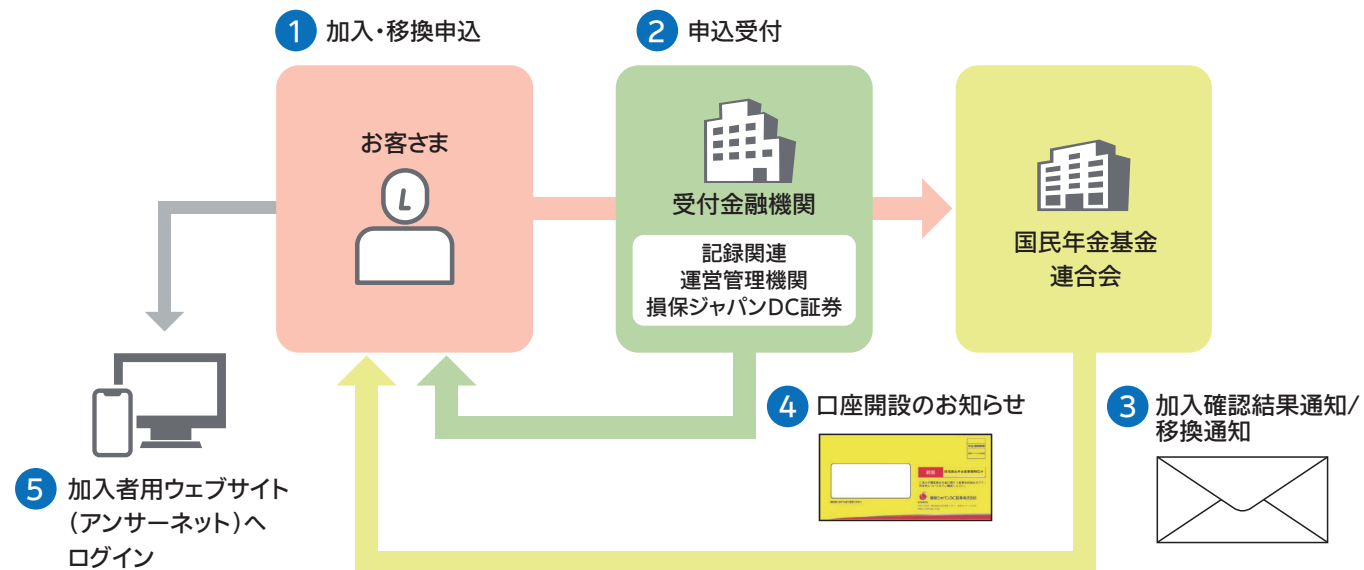 1 加入・移換申込
2 申込受付
お客さま
受付金融機関
記録関連
運営管理機関
損保ジャパンDC証券
国民年金基金
連合会
3 加入確認結果通知/
移換通知
4 口座開設のお知らせ
5 加入者用ウェブサイト
(アンサーネット)へ
ログイン